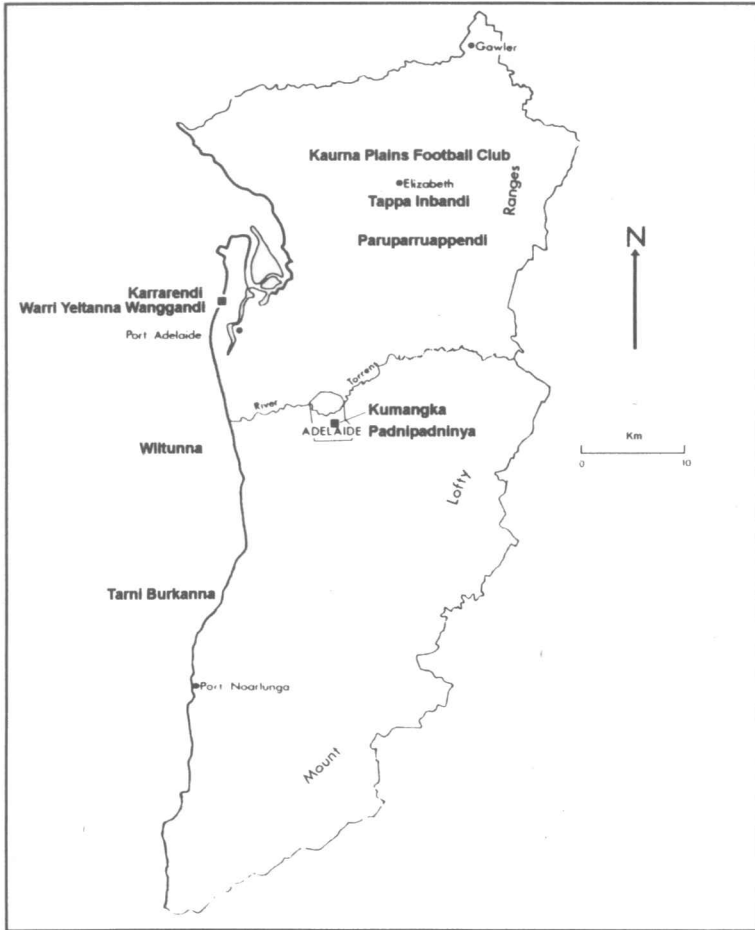 Gawler
Kaurna Plains Football Club
Elizabeth
Tappa Inbandi
Ranges
Paruparruappendi
N
Karrarendi
Warri Yeltanna Wanggandi
Port Adelaide
River
Torrens
ADELAIDE
Kumangka
Padnipadninya
Wiltunna
Km
0 10
Lofty
Tarni Burkanna
Port Noarlunga
Mount